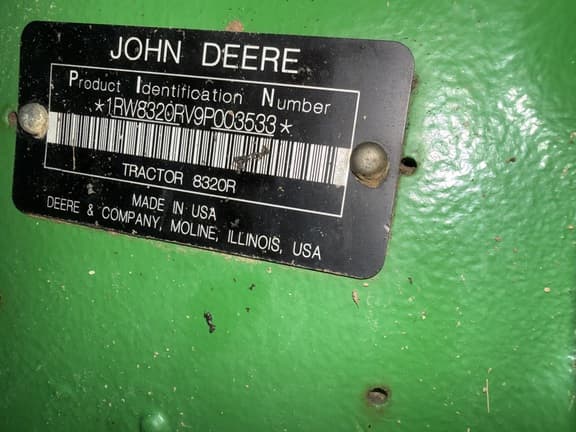 JOHN DEERE
Product Identification Number
*1RW8320RV9P003533*
TRACTOR 8320R
MADE IN USA
DEERE & COMPANY, MOLINE, ILLINOIS, USA